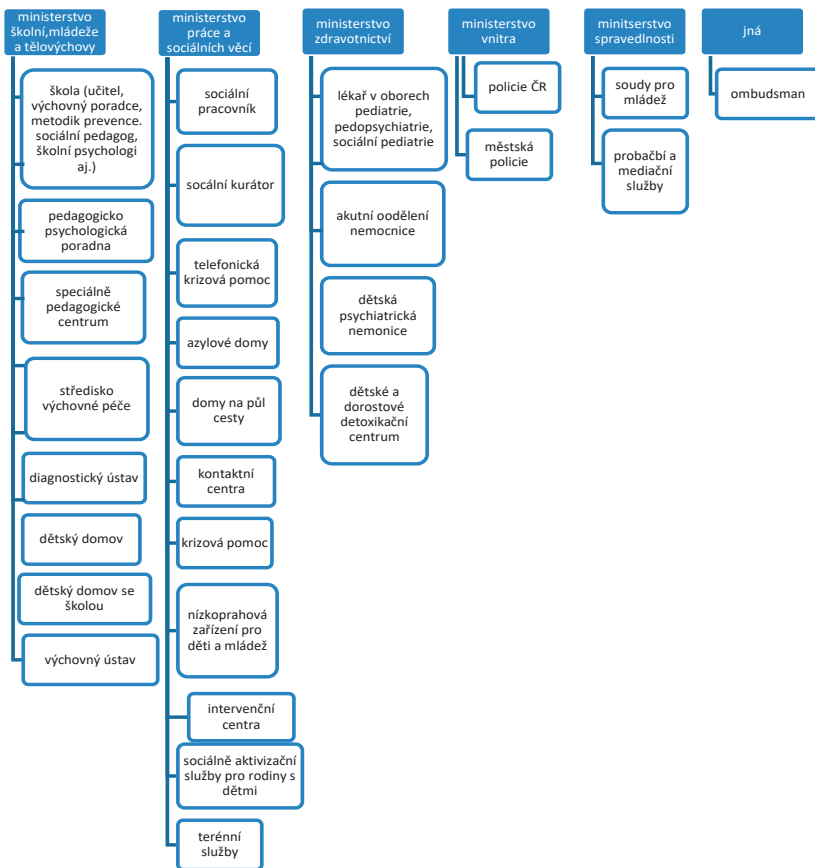 ministerstvo
školní,mládeže
a tělovýchovy
škola (učitel,
výchovný poradce,
metodik prevence.
sociální pedagog,
školní psychologi
aj.)
pedagogicko
psychologická
poradna
speciálně
pedagogické
centrum
středisko
výchovné péče
diagnostický ústav
dětský domov
dětský domov se
školou
výchovný ústav
ministerstvo
práce a
sociálních věcí
sociální
pracovník
socální kurátor
telefonická
krizová pomoc
azylové domy
domy na půl
cesty
kontaktní
centra
krizová pomoc
nízkoprahová
zařízení pro
děti a mládež
intervenční
centra
sociálně aktivizační
služby pro rodiny s
dětmi
terénní
služby
ministerstvo
zdravotnictví
lékař v oborech
pediatrie,
pedopsychiatrie,
sociální pediatrie
akutní oodělení
nemocnice
dětská
psychiatrická
nemonice
dětské a
dorostové
detoxikační
centrum
ministerstvo
vnitra
policie ČR
městská
policie
minitserstvo
spravedlnosti
soudy pro
mládež
probačbí a
mediační
služby
jná
ombudsman